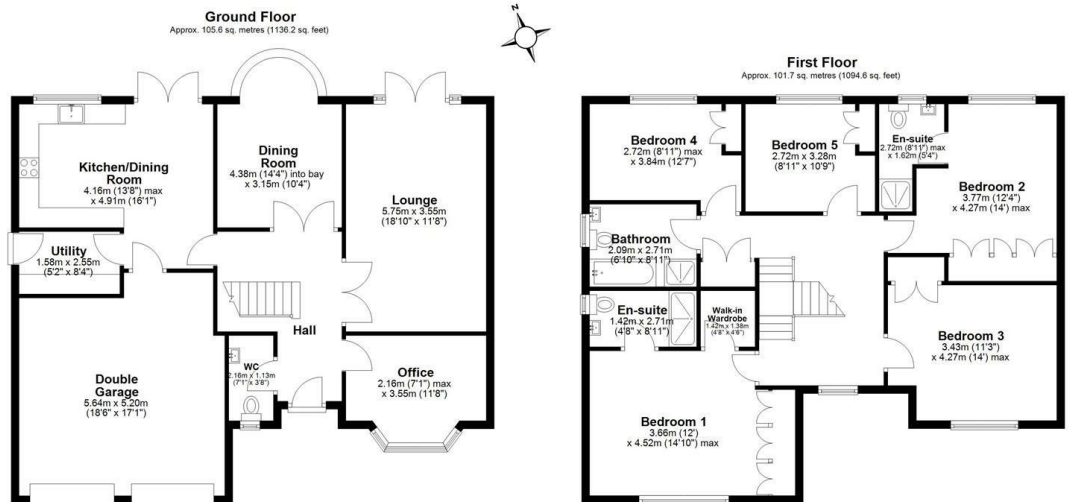 Ground Floor
Approx. 105.6 sq. metres (1136.2 sq. feet)
N
Kitchen/Dining
Room
4.16m (13'8") max
x 4.91m (16'1")
Dining
Room
4.38m (14'4") into bay
x 3.15m (10'4")
Lounge
5.75m x 3.55m
(18'10" x 11'8")
Utility
1.58m x 2.55m
(5'2" x 8'4")
Hall
WC
2.16m x 1.13m
(7'1" x 3'8")
Office
2.16m (7'1") max
x 3.55m (11'8")
Double
Garage
5.64m x 5.20m
(18'6" x 17'1")
First Floor
Approx. 101.7 sq. metres (1094.6 sq. feet)
Bedroom 4
2.72m (8'11") max
x 3.84m (12'7")
Bedroom 5
2.72m x 3.28m
(8'11" x 10'9")
En-suite
2.72m (8'11") max
x 1.62m (5'4")
Bedroom 2
3.77m (12'4")
x 4.27m (14') max
Bathroom
2.09m x 2.71m
(6'10" x 8'11")
En-suite
1.42m x 2.71m
(4'8" x 8'11")
Walk-in
Wardrobe
1.42m x 1.38m
(4'8" x 4'6")
Bedroom 3
3.43m (11'3")
x 4.27m (14') max
Bedroom 1
3.66m (12')
x 4.52m (14'10") max